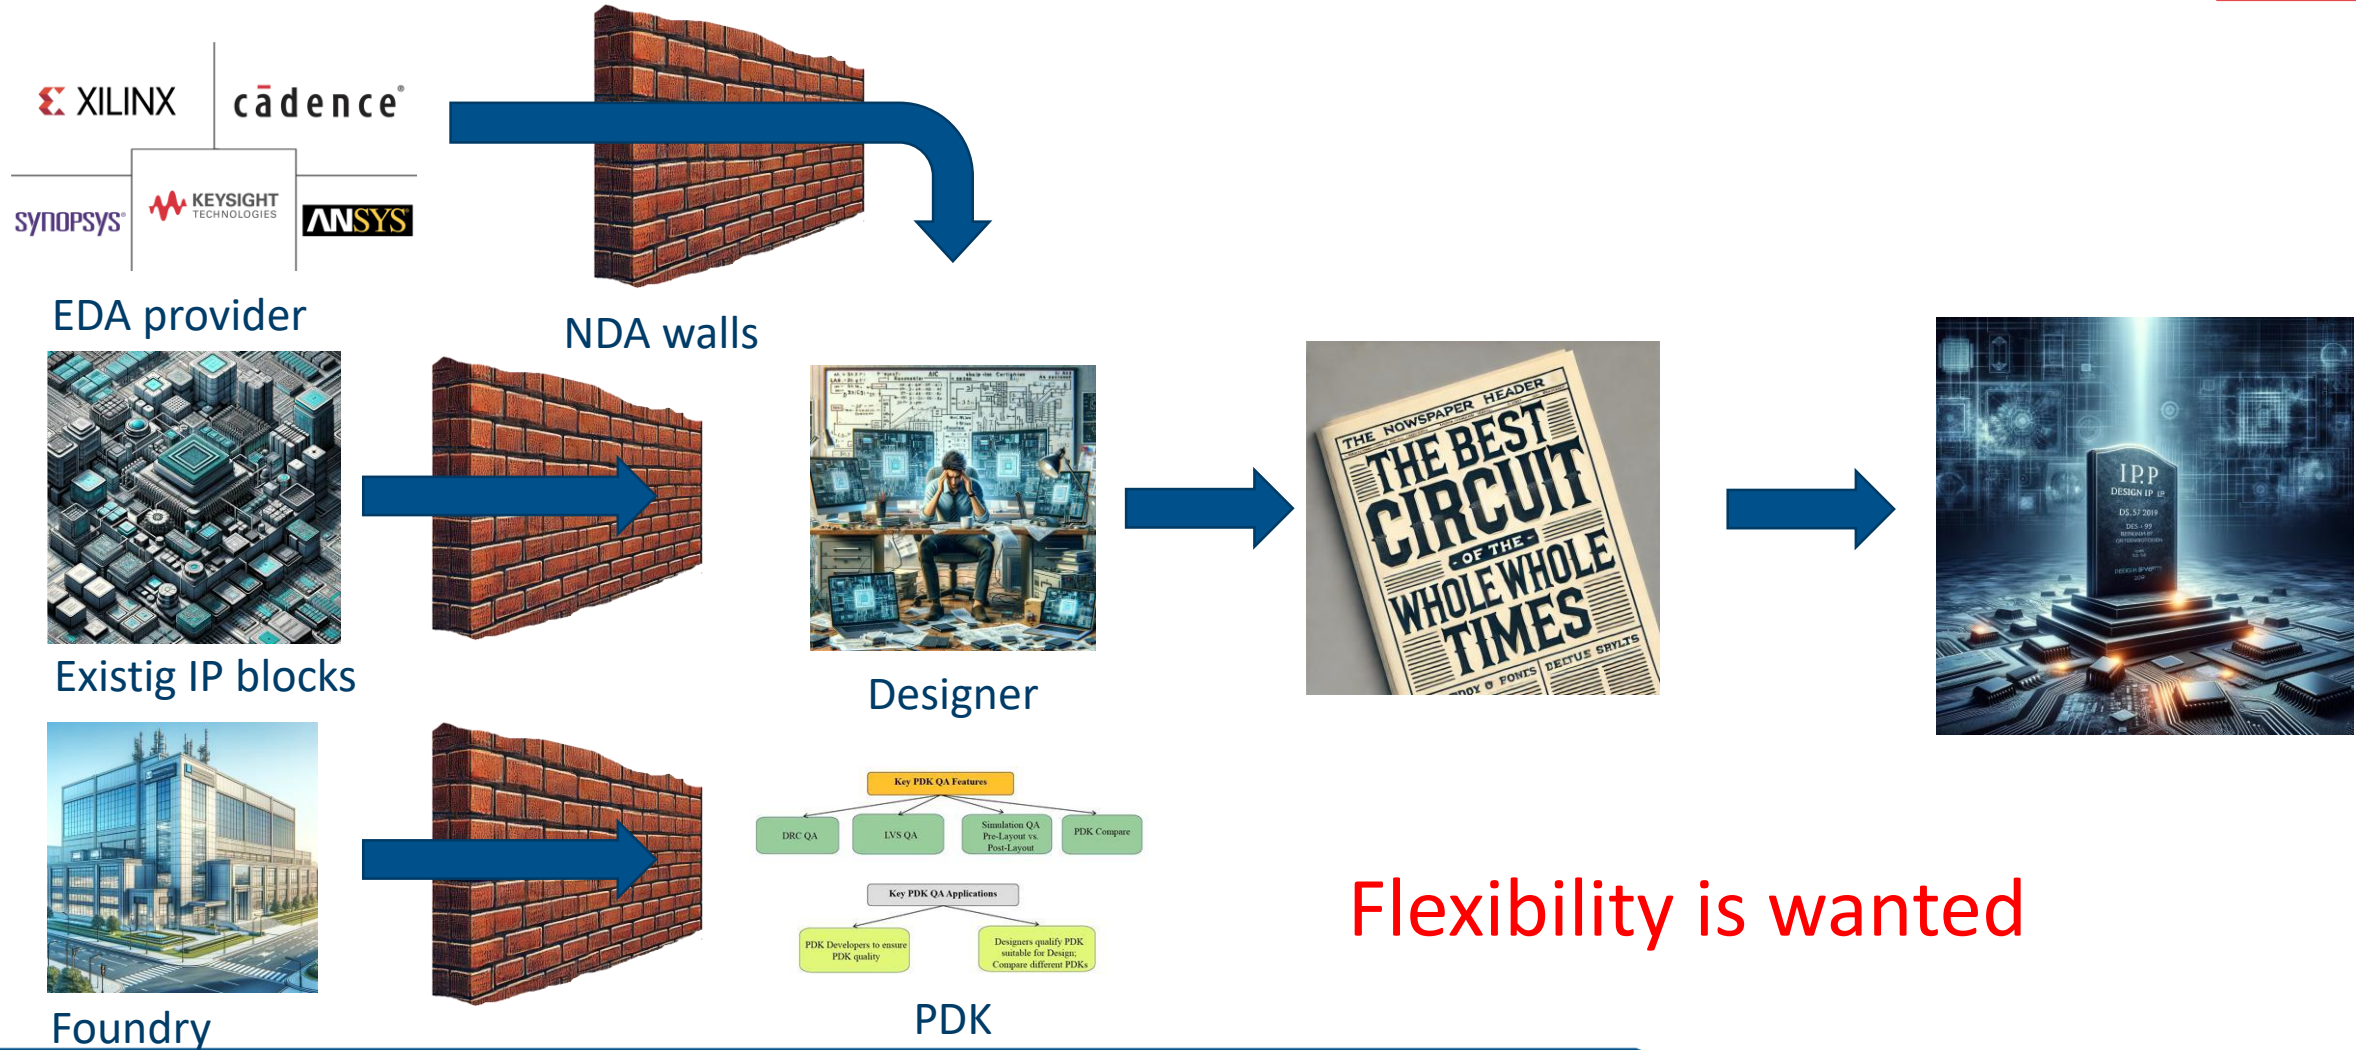 XILINX
cādence®
SYNOPSYS®
KEYSIGHT
TECHNOLOGIES
ANSYS
EDA provider
NDA walls
Existig IP blocks
Designer
THE NOWSPAPER HEADER
THE BEST
CIRCUIT
OF THE
WHOLE WHOLE
TIMES
I.P.P
DESIGN IP
2019
Foundry
Key PDK QA Features
DRC QA
LVS QA
Simulation QA
Pre-Layout vs.
Post-Layout
PDK Compare
Key PDK QA Applications
PDK Developers to ensure
PDK quality
Designers qualify PDK
suitable for Design;
Compare different PDKs
PDK
Flexibility is wanted